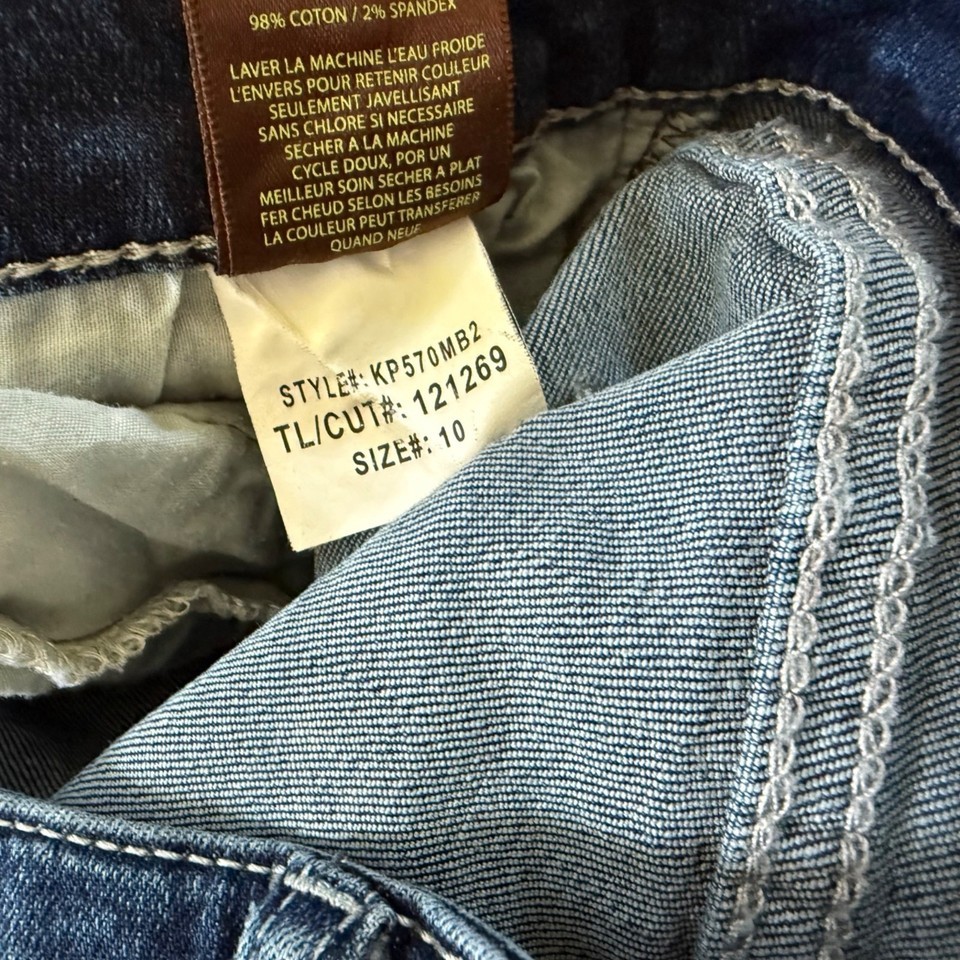 98% COTON / 2% SPANDEX
LAVER LA MACHINE L'EAU FROIDE
L'ENVERS POUR RETENIR COULEUR
SEULEMENT JAVELLISANT
SANS CHLORE SI NECESSAIRE
SECHER A LA MACHINE
CYCLE DOUX, POR UN
MEILLEUR SOIN SECHER A PLAT
FER CHEUD SELON LES BESOINS
LA COULEUR PEUT TRANSFERER
QUAND NEUF
STYLE#: KP570MB2
TL/CUT#: 121269
SIZE#: 10